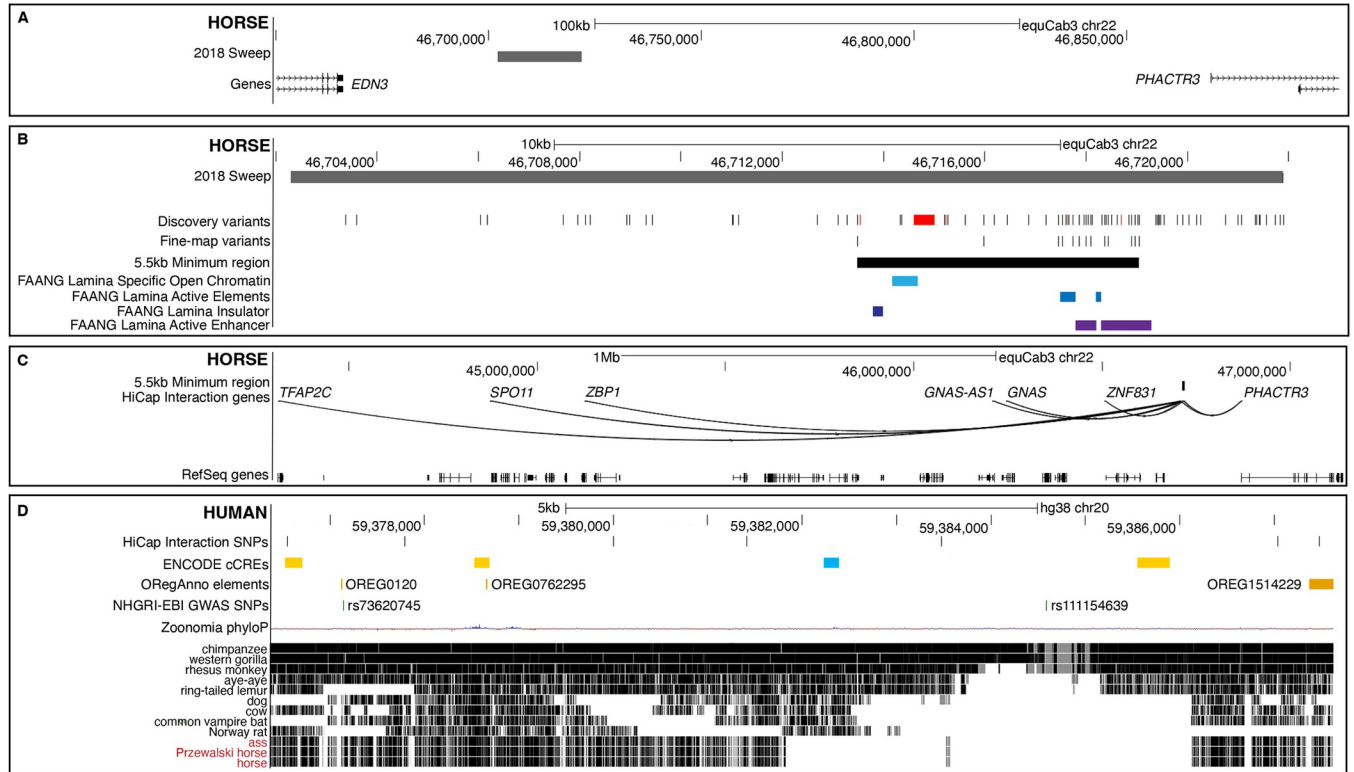 A
HORSE
100kb equCab3 chr22
46,700,000 46,750,000 46,800,000 46,850,000
2018 Sweep
Genes EDN3 PHACTR3
B
HORSE
10kb equCab3 chr22
46,704,000 46,708,000 46,712,000 46,716,000 46,720,000
2018 Sweep
Discovery variants
Fine-map variants
5.5kb Minimum region
FAANG Lamina Specific Open Chromatin
FAANG Lamina Active Elements
FAANG Lamina Insulator
FAANG Lamina Active Enhancer
C
HORSE
1Mb equCab3 chr22
45,000,000 46,000,000 47,000,000
5.5kb Minimum region
HiCap Interaction genes
TFAP2C SPO11 ZBP1 GNAS-AS1 GNAS ZNF831 PHACTR3
RefSeq genes
D
HUMAN
5kb hg38 chr20
59,378,000 59,380,000 59,382,000 59,384,000 59,386,000
HiCap Interaction SNPs
ENCODE cCREs
ORegAnno elements OREG0120 OREG0762295 OREG1514229
NHGRI-EBI GWAS SNPs rs73620745 rs111154639
Zoonomia phyloP
chimpanzee
western gorilla
rhesus monkey
aye-aye
ring-tailed lemur
dog
cow
common vampire bat
Norway rat
ass
Przewalski horse
horse